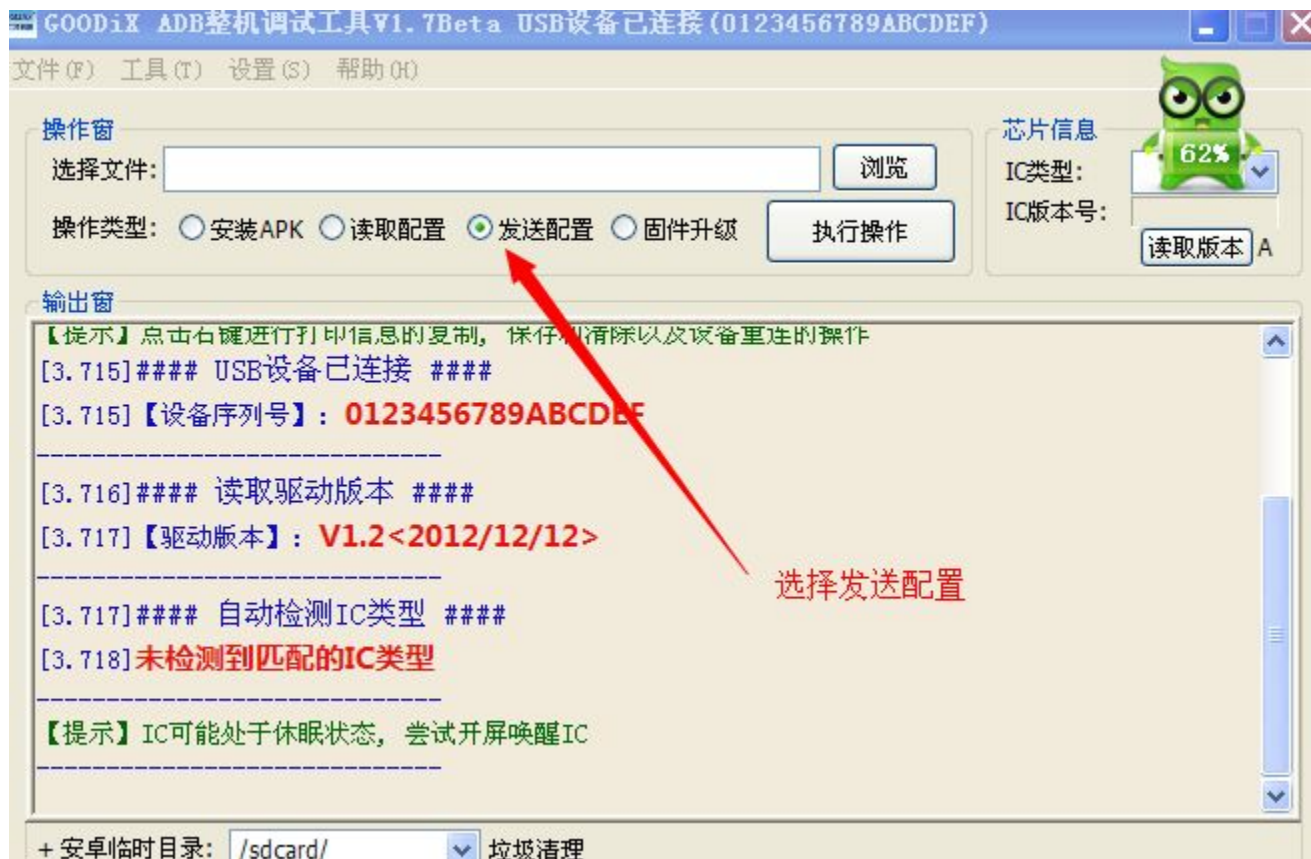 GOODiX ADB整机调试工具V1.7Beta USB设备已连接(0123456789ABCDEF)
文件(F) 工具(T) 设置(S) 帮助(H)
操作窗
选择文件: 浏览
操作类型: 安装APK 读取配置 发送配置 固件升级 执行操作
芯片信息
62%
IC类型:
IC版本号:
读取版本 A
输出窗
【提示】点击右键进行打印信息的复制, 保存和清除以及设备重连的操作
[3.715]#### USB设备已连接 ####
[3.715]【设备序列号】: 0123456789ABCDEF
------------------------------
[3.716]#### 读取驱动版本 ####
[3.717]【驱动版本】: V1.2<2012/12/12>
------------------------------
选择发送配置
[3.717]#### 自动检测IC类型 ####
[3.718]未检测到匹配的IC类型
------------------------------
【提示】IC可能处于休眠状态, 尝试开屏唤醒IC
------------------------------
+ 安卓临时目录: /sdcard/ 垃圾清理